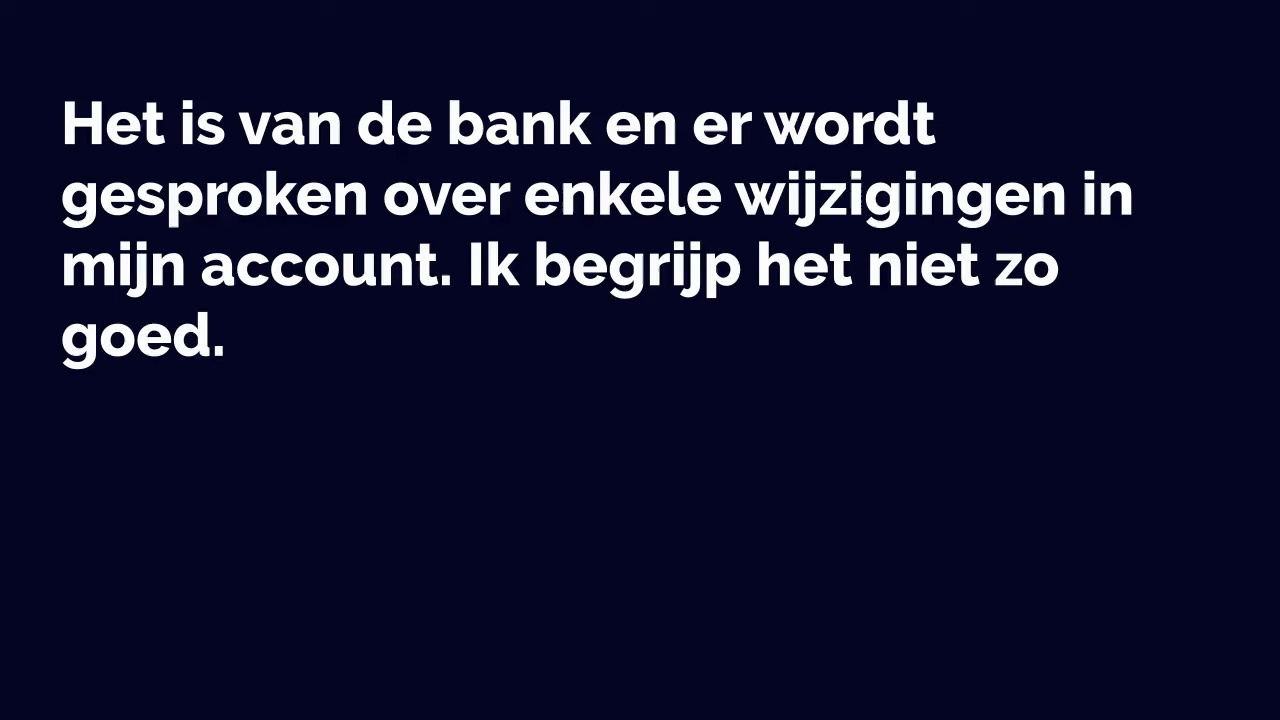 Het is van de bank en er wordt
gesproken over enkele wijzigingen in
mijn account. Ik begrijp het niet zo
goed.